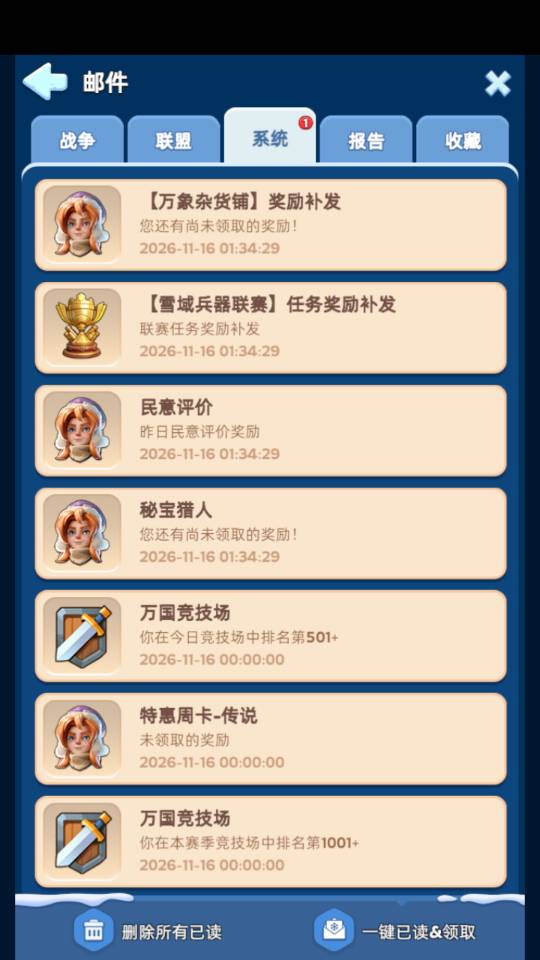 邮件
战争
联盟
系统
1
报告
收藏
【万象杂货铺】奖励补发
您还有尚未领取的奖励！
2026-11-16 01:34:29
【雪域兵器联赛】任务奖励补发
联赛任务奖励补发
2026-11-16 01:34:29
民意评价
昨日民意评价奖励
2026-11-16 01:34:29
秘宝猎人
您还有尚未领取的奖励！
2026-11-16 01:34:29
万国竞技场
你在今日竞技场中排名第501+
2026-11-16 00:00:00
特惠周卡-传说
未领取的奖励
2026-11-16 00:00:00
万国竞技场
你在本赛季竞技场中排名第1001+
2026-11-16 00:00:00
删除所有已读
一键已读&领取